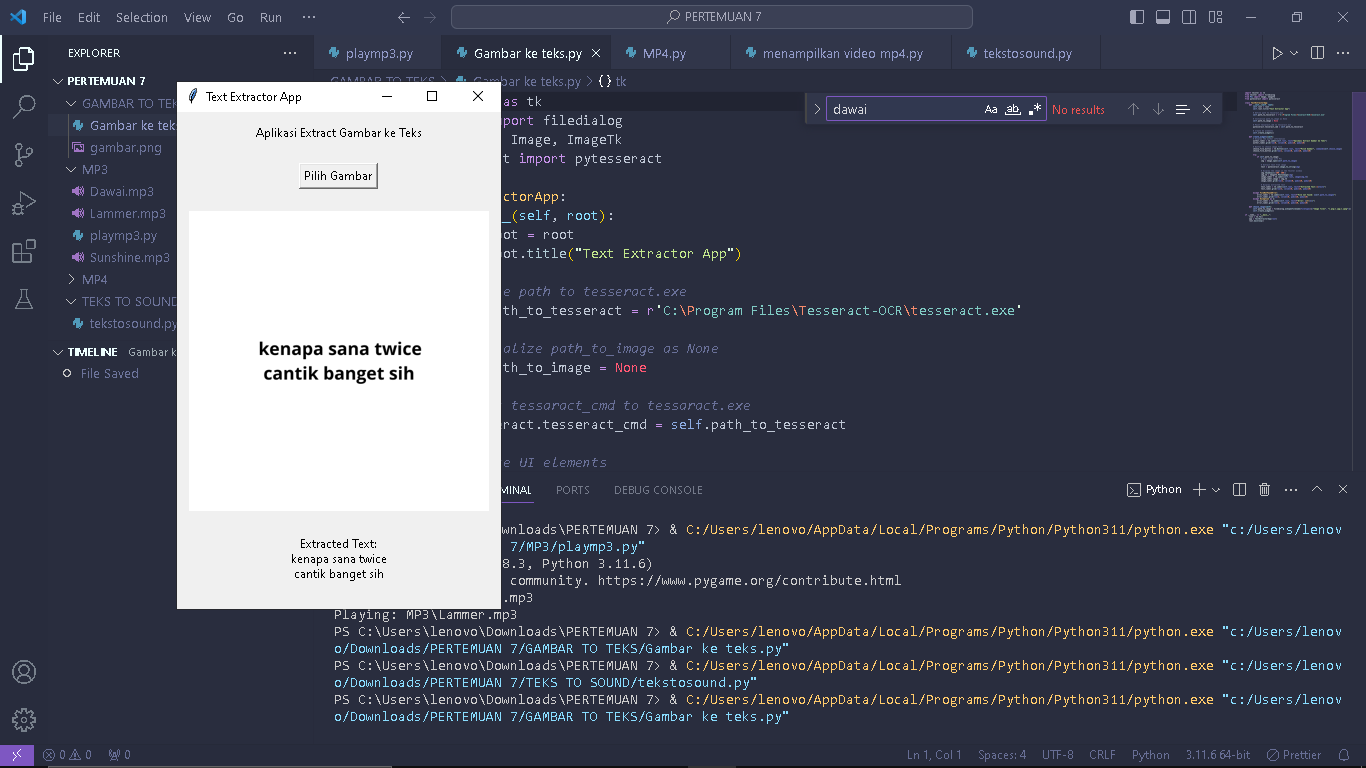 File Edit Selection View Go Run ··· PERTEMUAN 7
EXPLORER ···
playmp3.py Gambar ke teks.py MP4.py menampilkan video mp4.py tekstosound.py
PERTEMUAN 7
GAMBAR TO TEK
Gambar ke teks
gambar.png
MP3
Dawai.mp3
Lammer.mp3
playmp3.py
Sunshine.mp3
MP4
TEKS TO SOUND
tekstosound.py
TIMELINE Gambar k
File Saved
Text Extractor App
Aplikasi Extract Gambar ke Teks
Pilih Gambar
kenapa sana twice
cantik banget sih
Extracted Text:
kenapa sana twice
cantik banget sih
GAMBAR TO TEKS > Gambar ke teks.py > {} tk
dawai Aa ab .* No results
as tk
port filedialog
Image, ImageTk
t import pytesseract
ctorApp:
_(self, root):
ot = root
ot.title("Text Extractor App")
e path to tesseract.exe
th_to_tesseract = r'C:\Program Files\Tesseract-OCR\tesseract.exe'
alize path_to_image as None
th_to_image = None
tessaract_cmd to tessaract.exe
eract.tesseract_cmd = self.path_to_tesseract
e UI elements
MINAL PORTS DEBUG CONSOLE Python
wnloads\PERTEMUAN 7> & C:/Users/lenovo/AppData/Local/Programs/Python/Python311/python.exe "c:/Users/lenov
7/MP3/playmp3.py"
8.3, Python 3.11.6)
community. https://www.pygame.org/contribute.html
.mp3
Playing: MP3\Lammer.mp3
PS C:\Users\lenovo\Downloads\PERTEMUAN 7> & C:/Users/lenovo/AppData/Local/Programs/Python/Python311/python.exe "c:/Users/lenov
o/Downloads/PERTEMUAN 7/GAMBAR TO TEKS/Gambar ke teks.py"
PS C:\Users\lenovo\Downloads\PERTEMUAN 7> & C:/Users/lenovo/AppData/Local/Programs/Python/Python311/python.exe "c:/Users/lenov
o/Downloads/PERTEMUAN 7/TEKS TO SOUND/tekstosound.py"
PS C:\Users\lenovo\Downloads\PERTEMUAN 7> & C:/Users/lenovo/AppData/Local/Programs/Python/Python311/python.exe "c:/Users/lenov
o/Downloads/PERTEMUAN 7/GAMBAR TO TEKS/Gambar ke teks.py"
0 0 0 Ln 1, Col 1 Spaces: 4 UTF-8 CRLF Python 3.11.6 64-bit Prettier